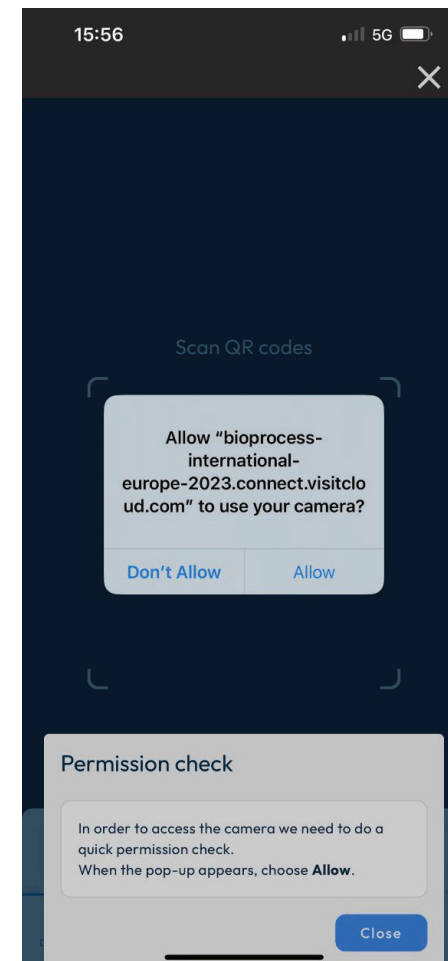 15:56
5G
Scan QR codes
Allow “bioprocess-
international-
europe-2023.connect.visitclo
ud.com” to use your camera?
Don’t Allow
Allow
Permission check
In order to access the camera we need to do a
quick permission check.
When the pop-up appears, choose Allow.
Close